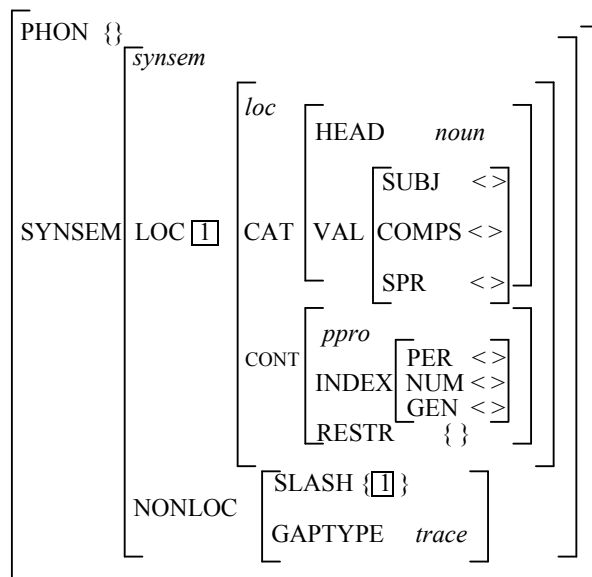 PHON {}
synsem
loc
HEAD noun
SUBJ < >
SYNSEM LOC 1 CAT VAL COMPS < >
SPR < >
ppro
PER < >
CONT INDEX NUM < >
GEN < >
RESTR { }
SLASH { 1 }
NONLOC
GAPTYPE trace